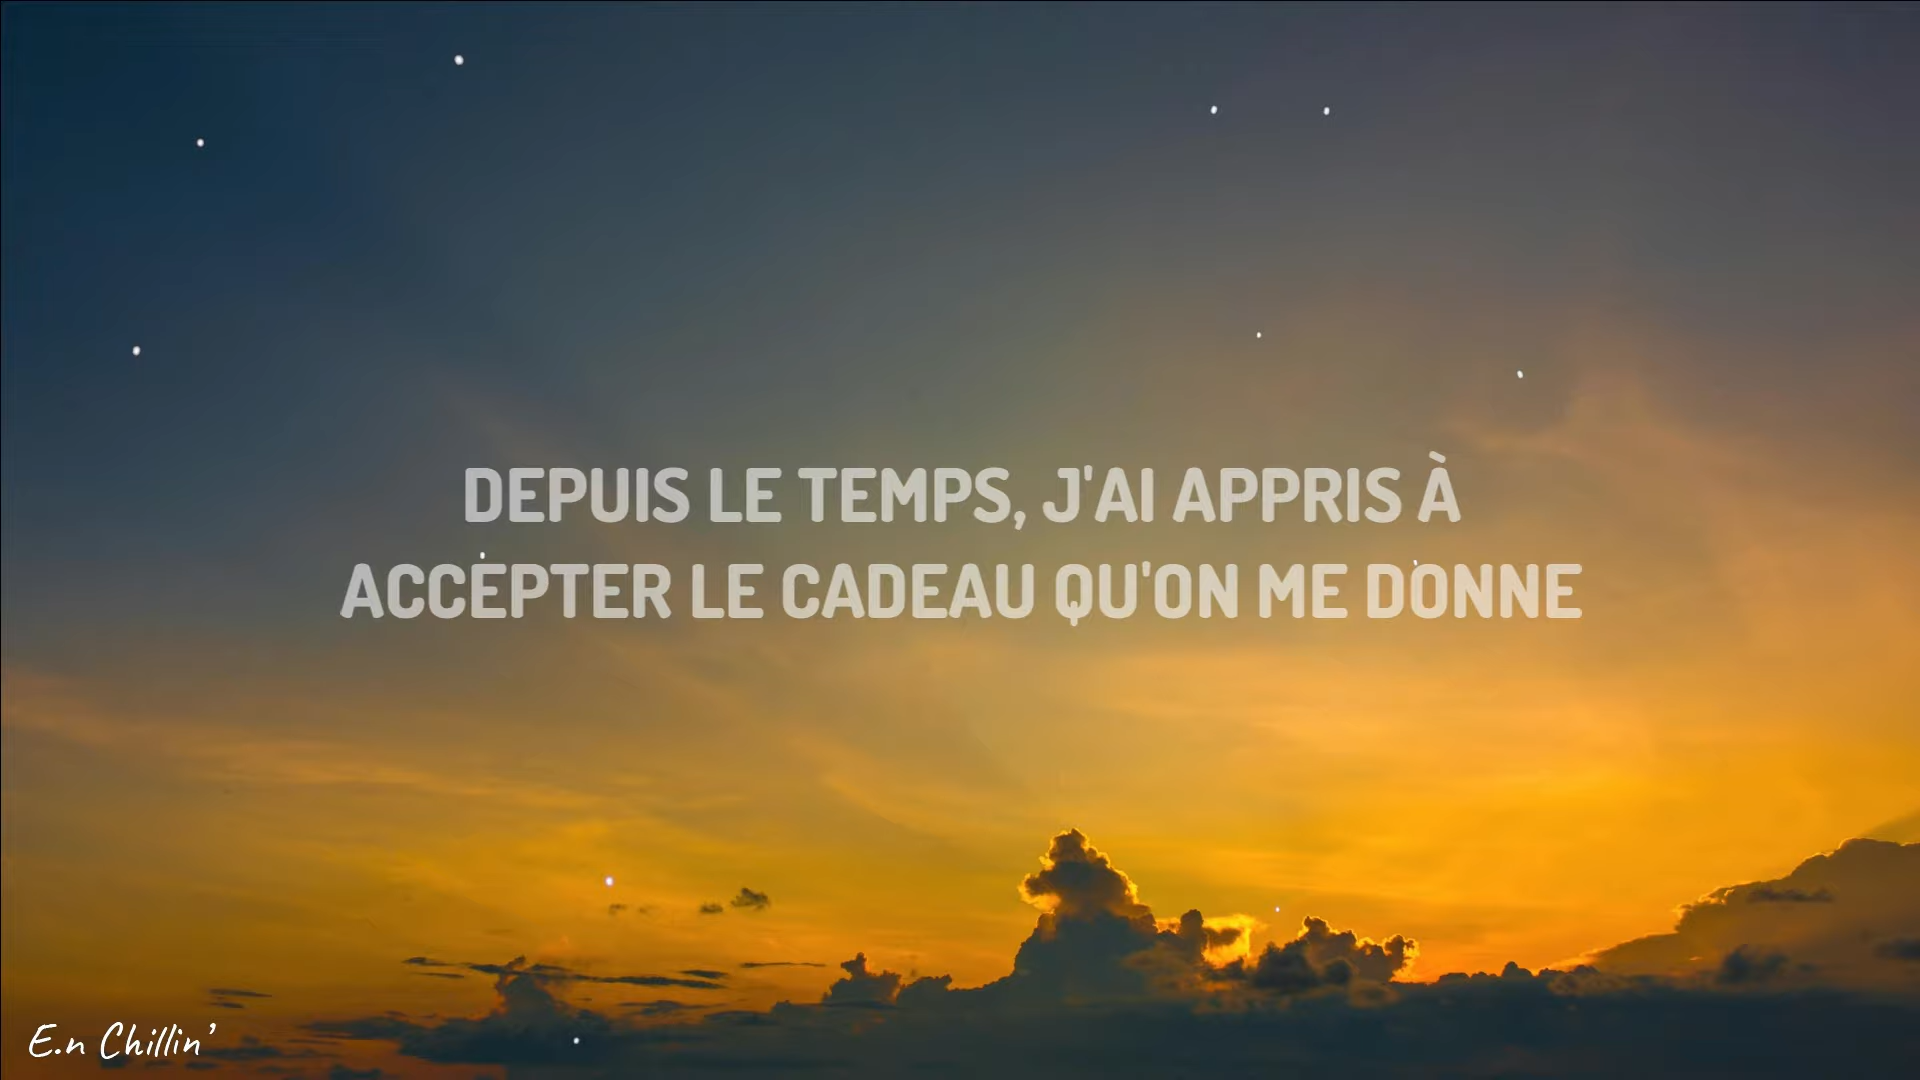 DEPUIS LE TEMPS, J'AI APPRIS À
ACCEPTER LE CADEAU QU'ON ME DONNE
E.n Chillin'